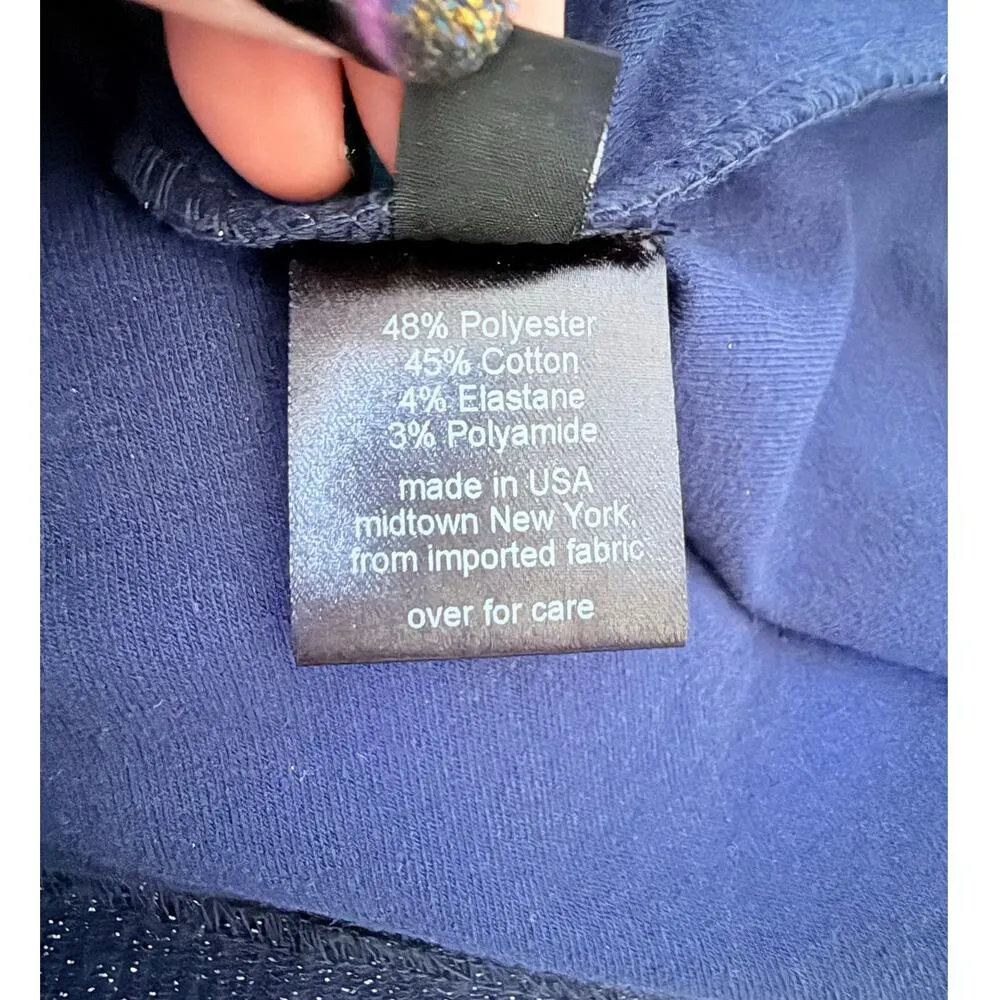 48% Polyester
45% Cotton
4% Elastane
3% Polyamide
made in USA
midtown New York,
from imported fabric
over for care